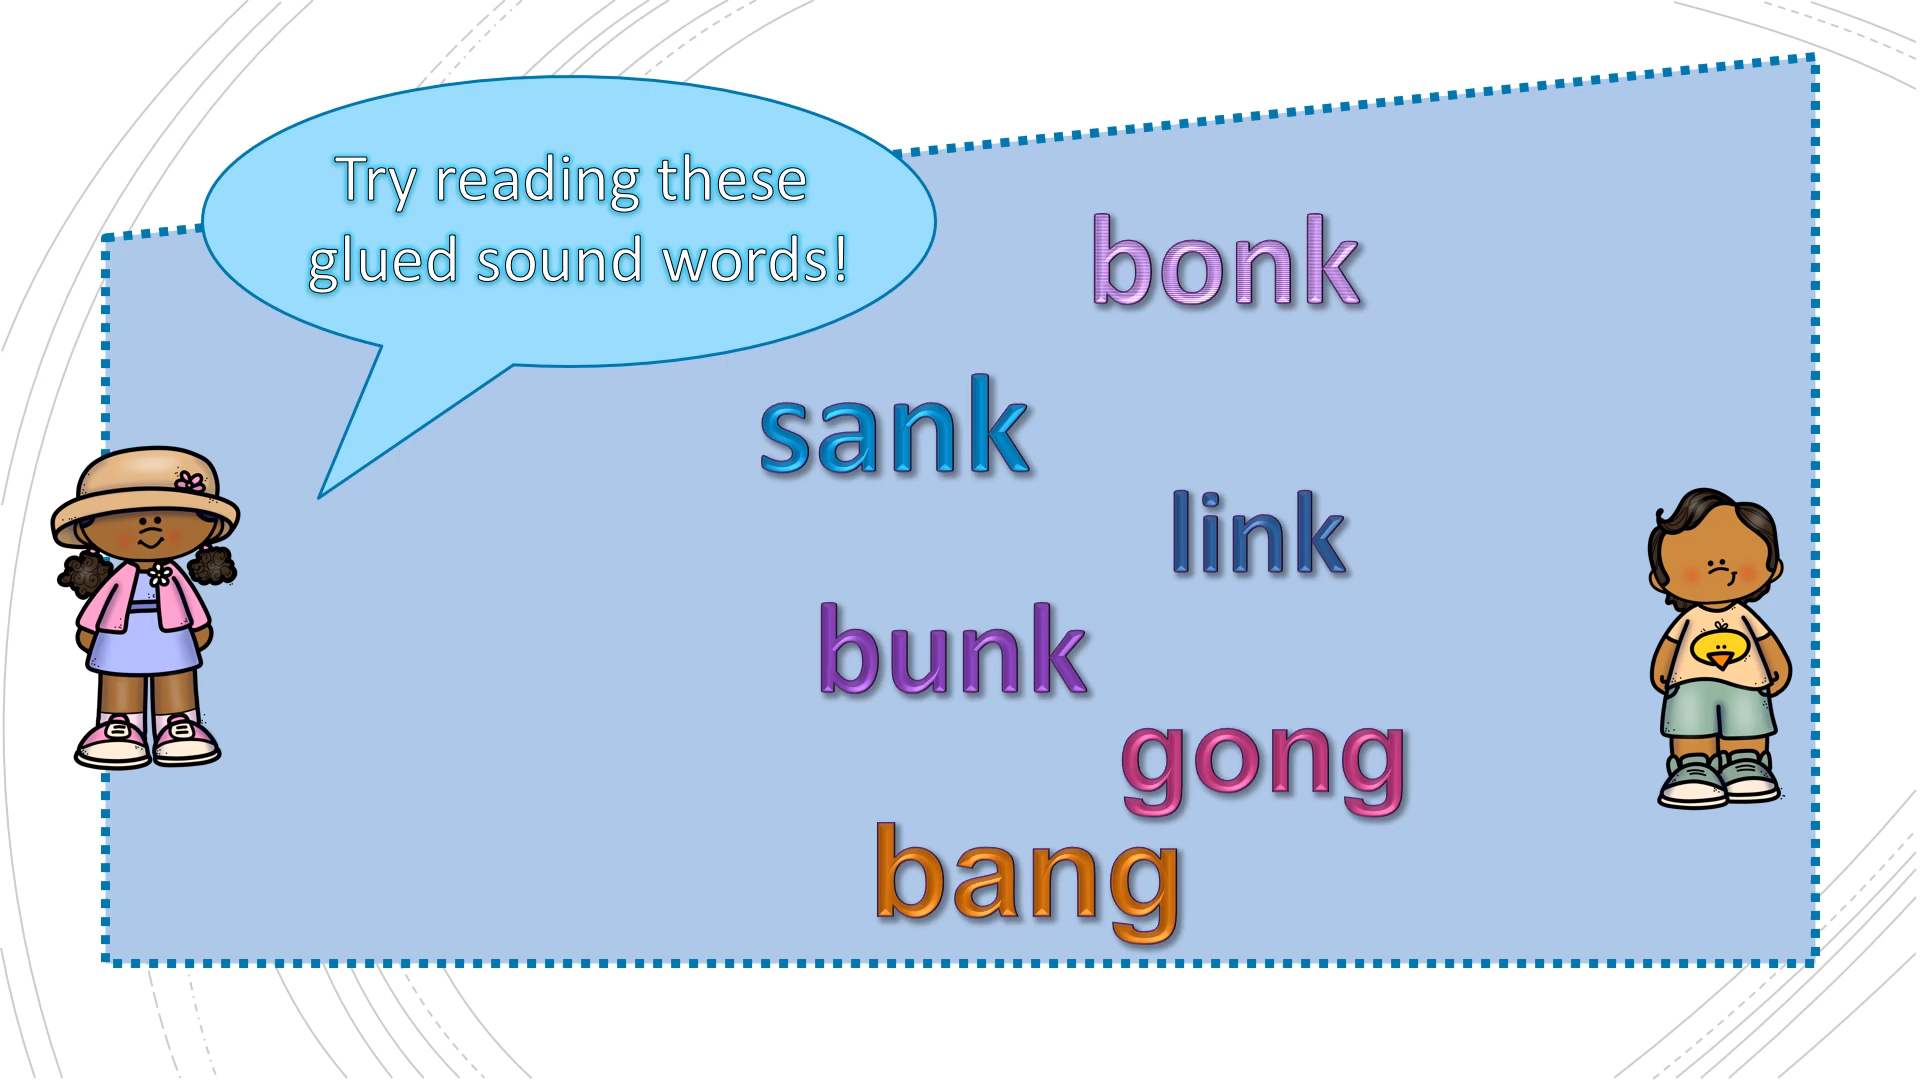 Try reading these
glued sound words!
bonk
sank
link
bunk
gong
bang